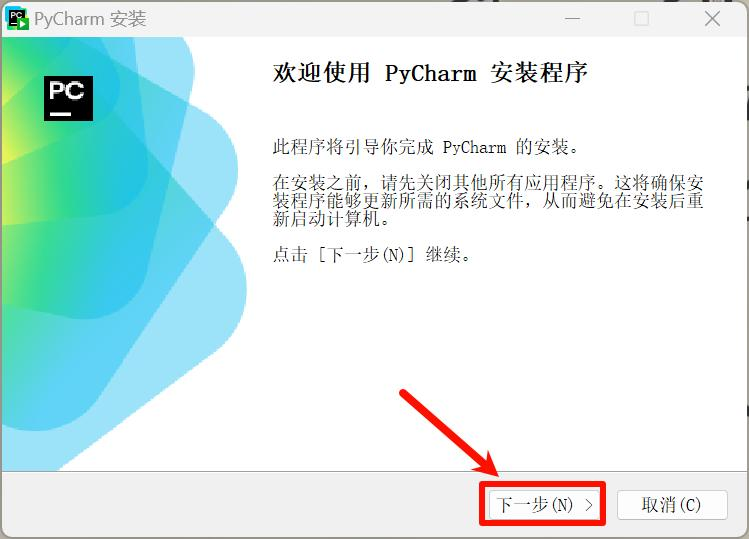 PyCharm 安装
PC
欢迎使用 PyCharm 安装程序
此程序将引导你完成 PyCharm 的安装。
在安装之前，请先关闭其他所有应用程序。这将确保安
装程序能够更新所需的系统文件，从而避免在安装后重
新启动计算机。
点击 [下一步(N)] 继续。
下一步(N) >
取消(C)